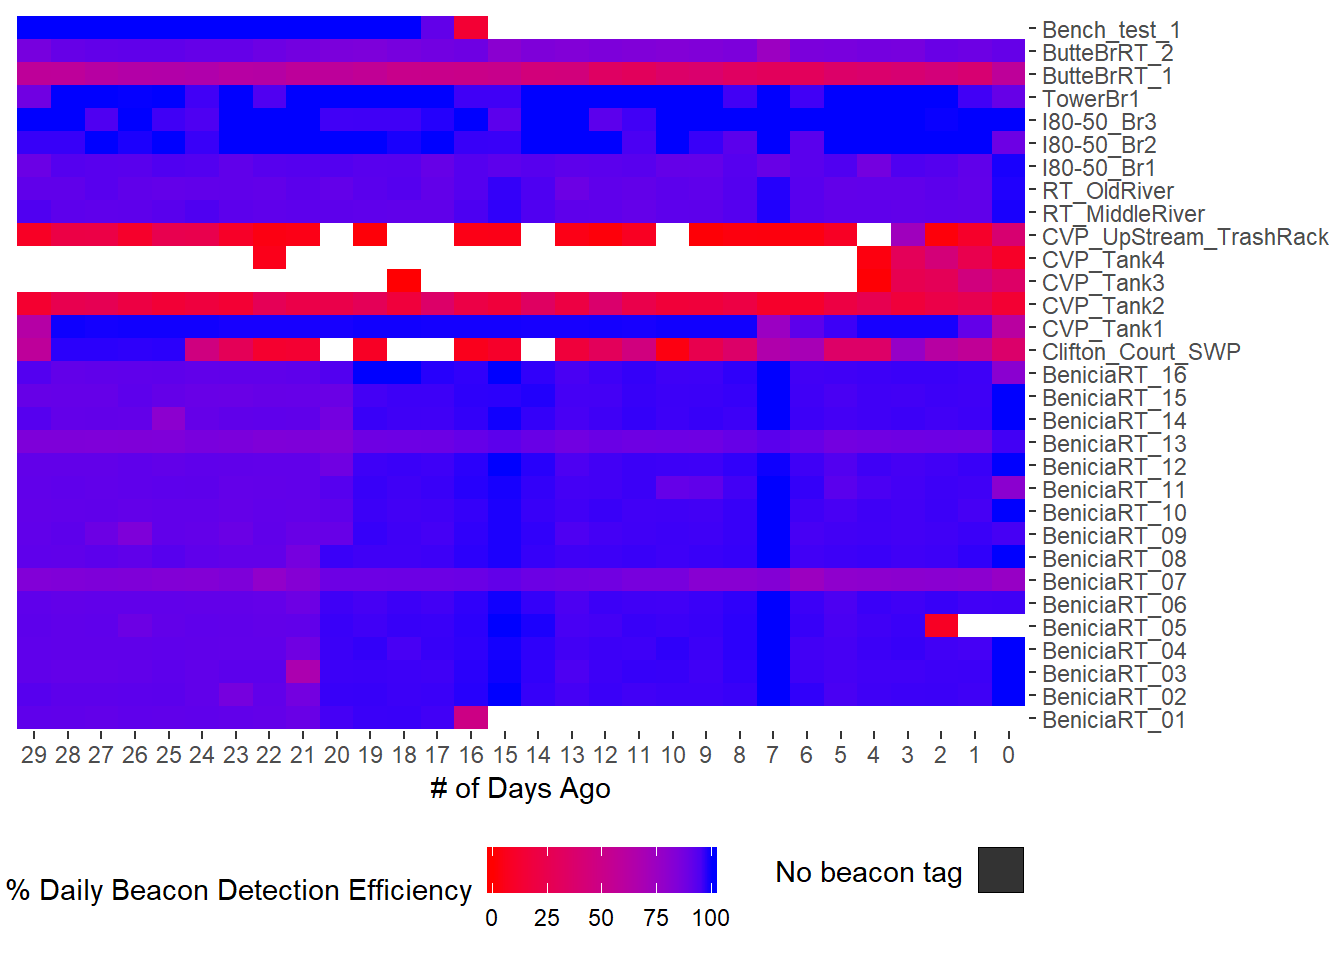 Bench_test_1
ButteBrRT_2
ButteBrRT_1
TowerBr1
I80-50_Br3
I80-50_Br2
I80-50_Br1
RT_OldRiver
RT_MiddleRiver
CVP_UpStream_TrashRack
CVP_Tank4
CVP_Tank3
CVP_Tank2
CVP_Tank1
Clifton_Court_SWP
BeniciaRT_16
BeniciaRT_15
BeniciaRT_14
BeniciaRT_13
BeniciaRT_12
BeniciaRT_11
BeniciaRT_10
BeniciaRT_09
BeniciaRT_08
BeniciaRT_07
BeniciaRT_06
BeniciaRT_05
BeniciaRT_04
BeniciaRT_03
BeniciaRT_02
BeniciaRT_01
29 28 27 26 25 24 23 22 21 20 19 18 17 16 15 14 13 12 11 10 9 8 7 6 5 4 3 2 1 0
# of Days Ago
% Daily Beacon Detection Efficiency
0 25 50 75 100
No beacon tag